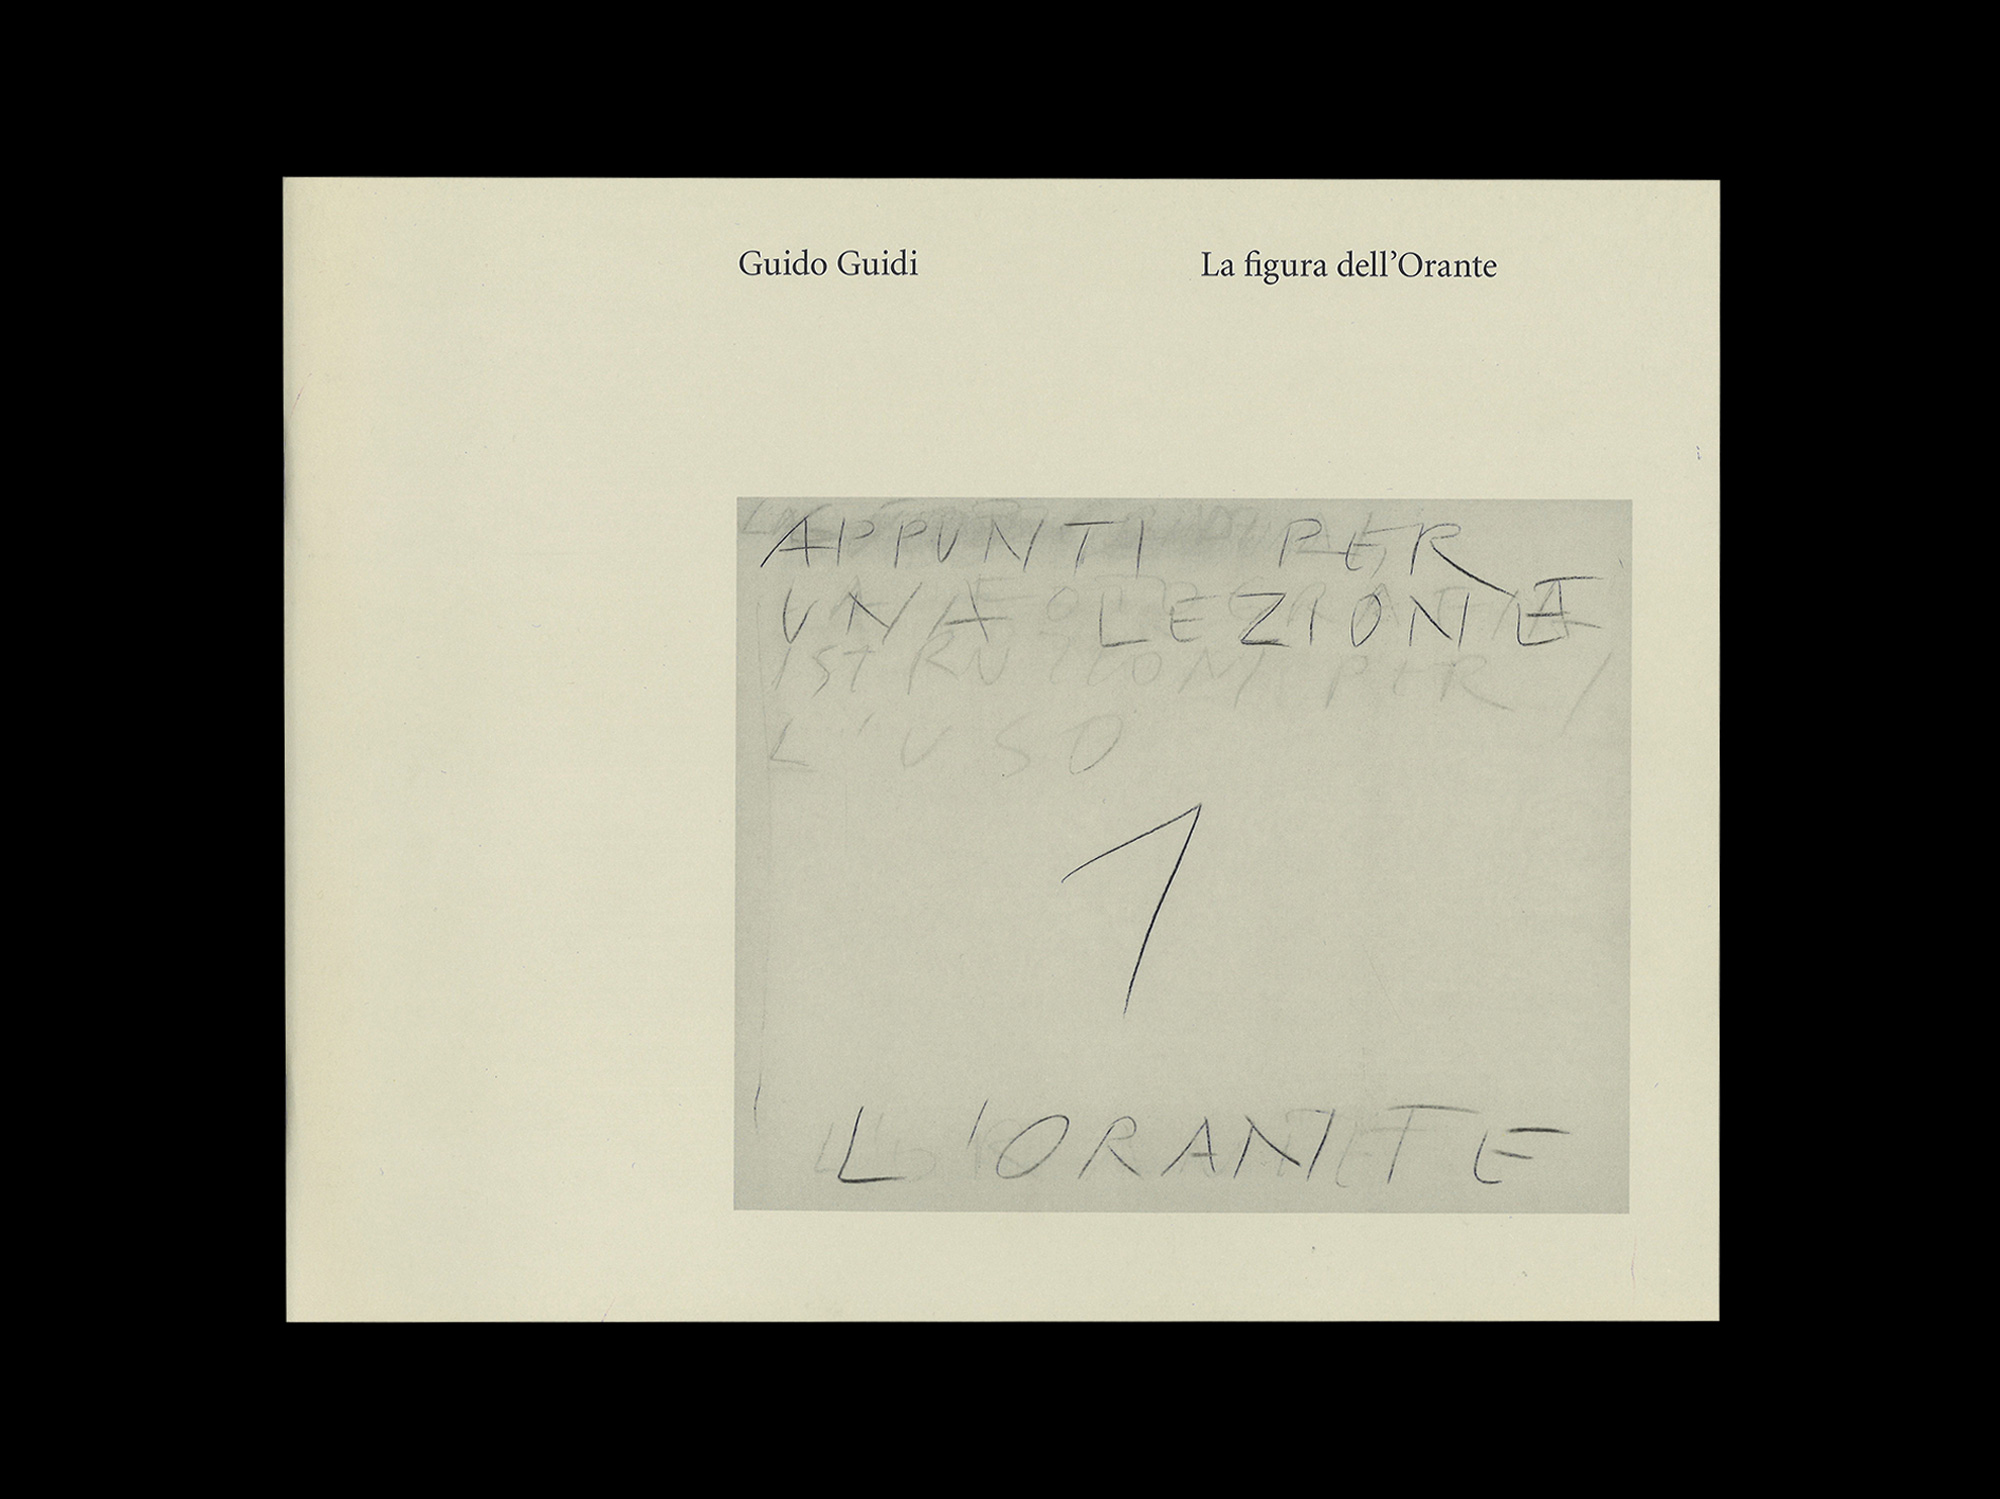 Guido Guidi
La figura dell’Orante
APPUNTI PER
UNA LEZIONE
ISTRUZIONI PER
L'USO
1
L'ORANTE